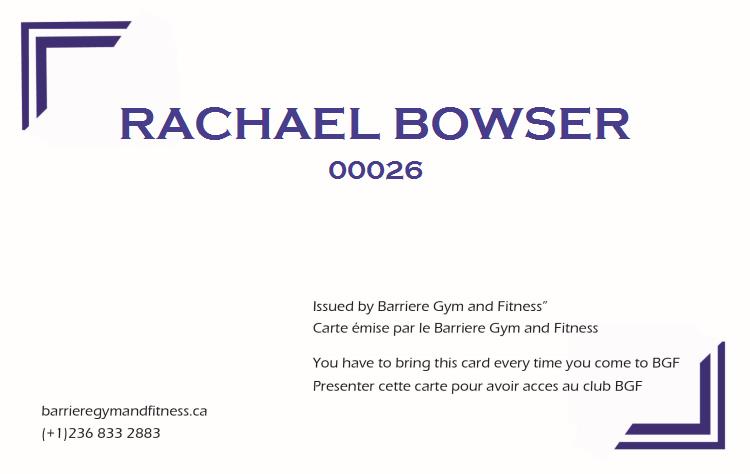 RACHAEL BOWSER
00026
Issued by Barriere Gym and Fitness”
Carte émise par le Barriere Gym and Fitness
You have to bring this card every time you come to BGF
Presenter cette carte pour avoir acces au club BGF
barrieregymandfitness.ca
(+1)236 833 2883